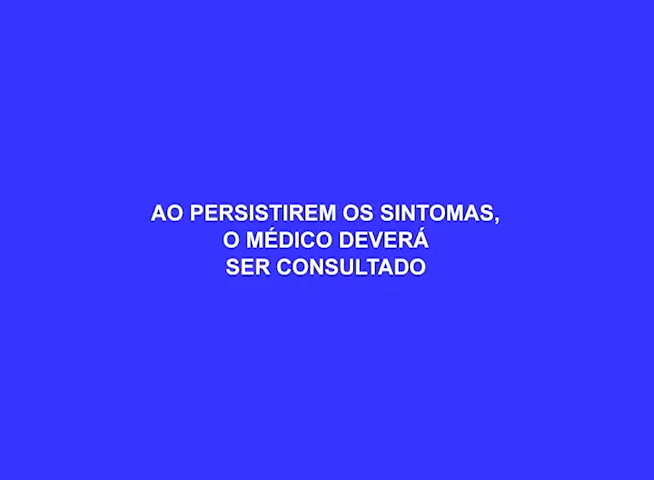 AO PERSISTIREM OS SINTOMAS,
O MÉDICO DEVERÁ
SER CONSULTADO